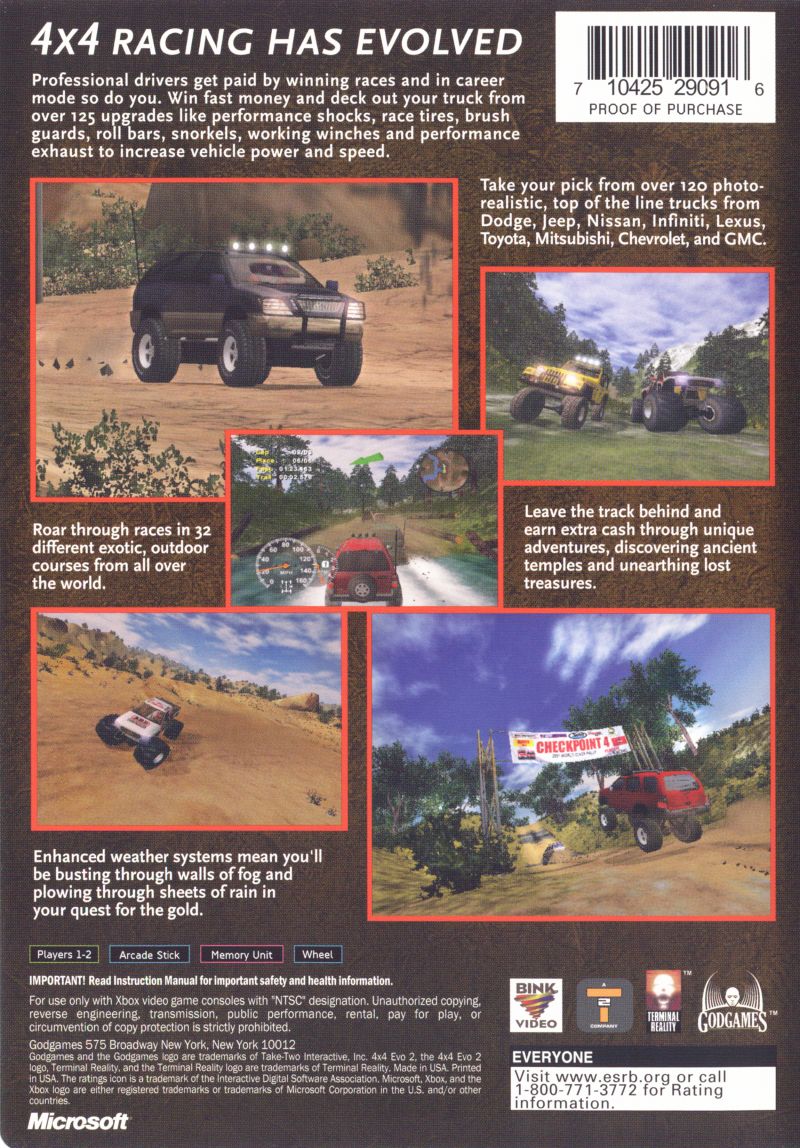 4x4 RACING HAS EVOLVED
Professional drivers get paid by winning races and in career
mode so do you. Win fast money and deck out your truck from
over 125 upgrades like performance shocks, race tires, brush
guards, roll bars, snorkels, working winches and performance
exhaust to increase vehicle power and speed.
7 10425 29091 6
PROOF OF PURCHASE
Take your pick from over 120 photo-
realistic, top of the line trucks from
Dodge, Jeep, Nissan, Infiniti, Lexus,
Toyota, Mitsubishi, Chevrolet, and GMC.
Roar through races in 32
different exotic, outdoor
courses from all over
the world.
Leave the track behind and
earn extra cash through unique
adventures, discovering ancient
temples and unearthing lost
treasures.
CHECKPOINT 4
Enhanced weather systems mean you'll
be busting through walls of fog and
plowing through sheets of rain in
your quest for the gold.
Players 1-2
Arcade Stick
Memory Unit
Wheel
IMPORTANT! Read Instruction Manual for important safety and health information.
For use only with Xbox video game consoles with "NTSC" designation. Unauthorized copying,
reverse engineering, transmission, public performance, rental, pay for play, or
circumvention of copy protection is strictly prohibited.
Godgames 575 Broadway New York, New York 10012
Godgames and the Godgames logo are trademarks of Take-Two Interactive, Inc. 4x4 Evo 2, the 4x4 Evo 2
logo, Terminal Reality, and the Terminal Reality logo are trademarks of Terminal Reality. Made in USA. Printed
in USA. The ratings icon is a trademark of the Interactive Digital Software Association. Microsoft, Xbox, and the
Xbox logo are either registered trademarks or trademarks of Microsoft Corporation in the U.S. and/or other
countries.
Microsoft
BINK
VIDEO
A
T2
COMPANY
TERMINAL
REALITY
TM
GODGAMES
TM
EVERYONE
Visit www.esrb.org or call
1-800-771-3772 for Rating
information.